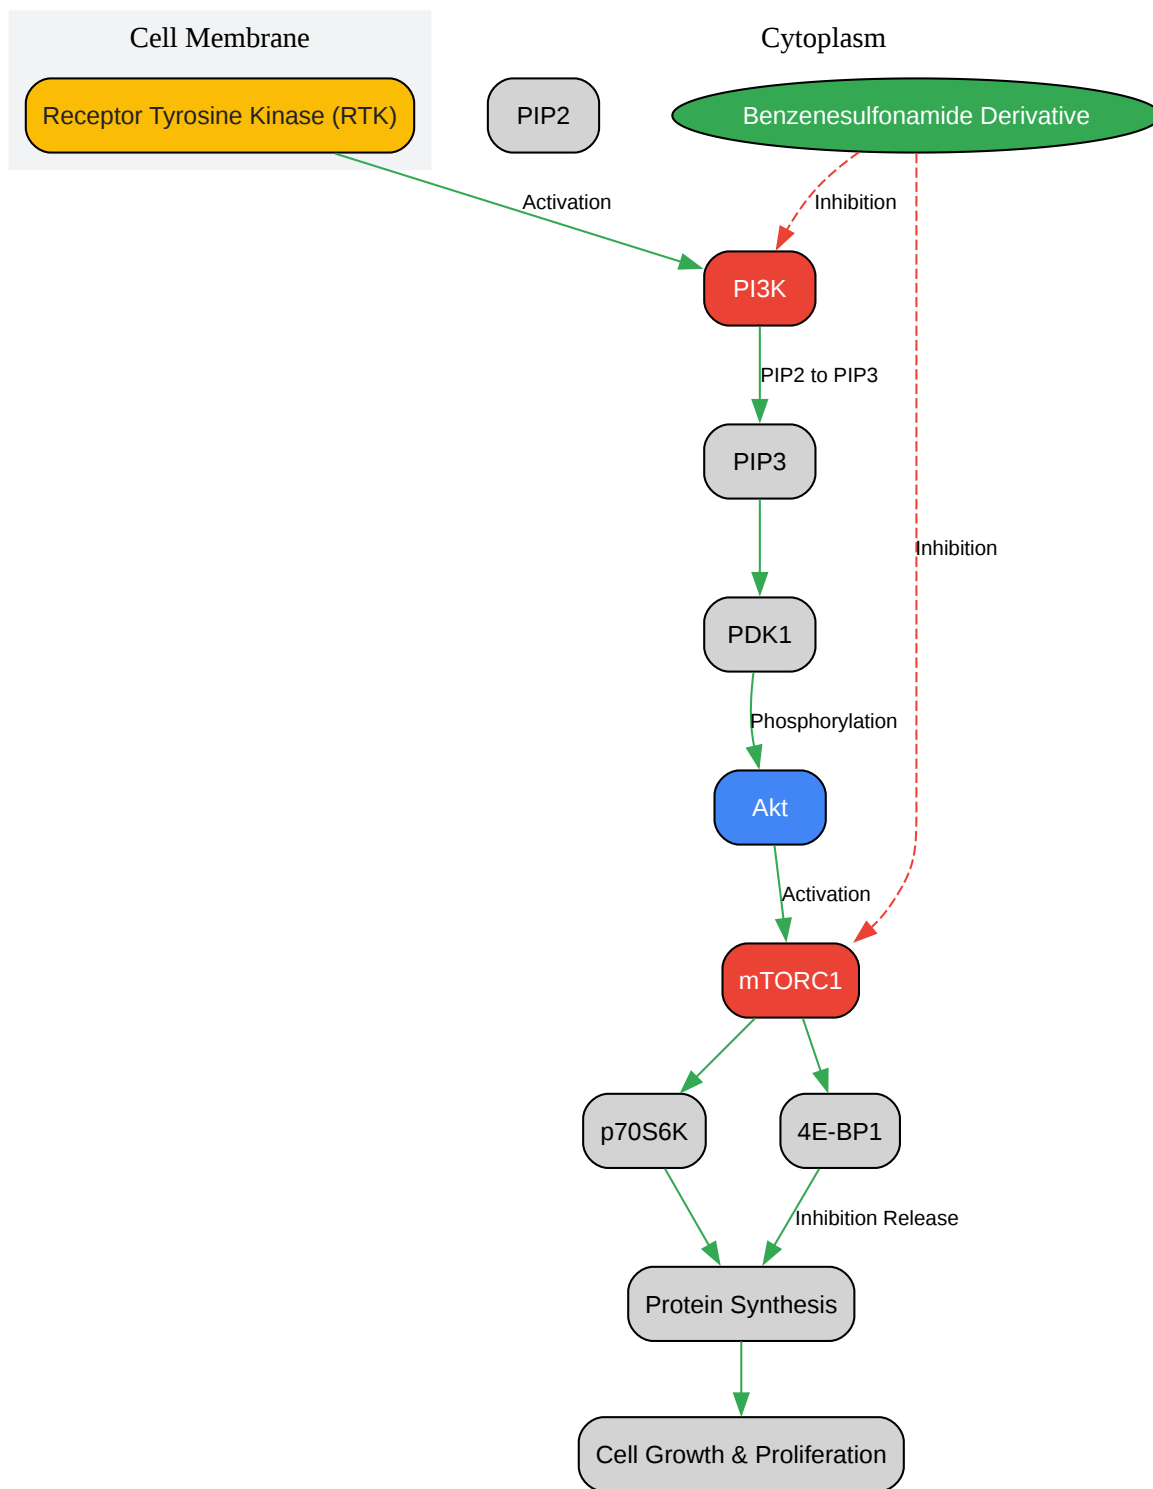 Cell Membrane
Cytoplasm
Receptor Tyrosine Kinase (RTK)
PIP2
Benzenesulfonamide Derivative
Activation
Inhibition
PI3K
PIP2 to PIP3
PIP3
Inhibition
PDK1
Phosphorylation
Akt
Activation
mTORC1
p70S6K
4E-BP1
Inhibition Release
Protein Synthesis
Cell Growth & Proliferation